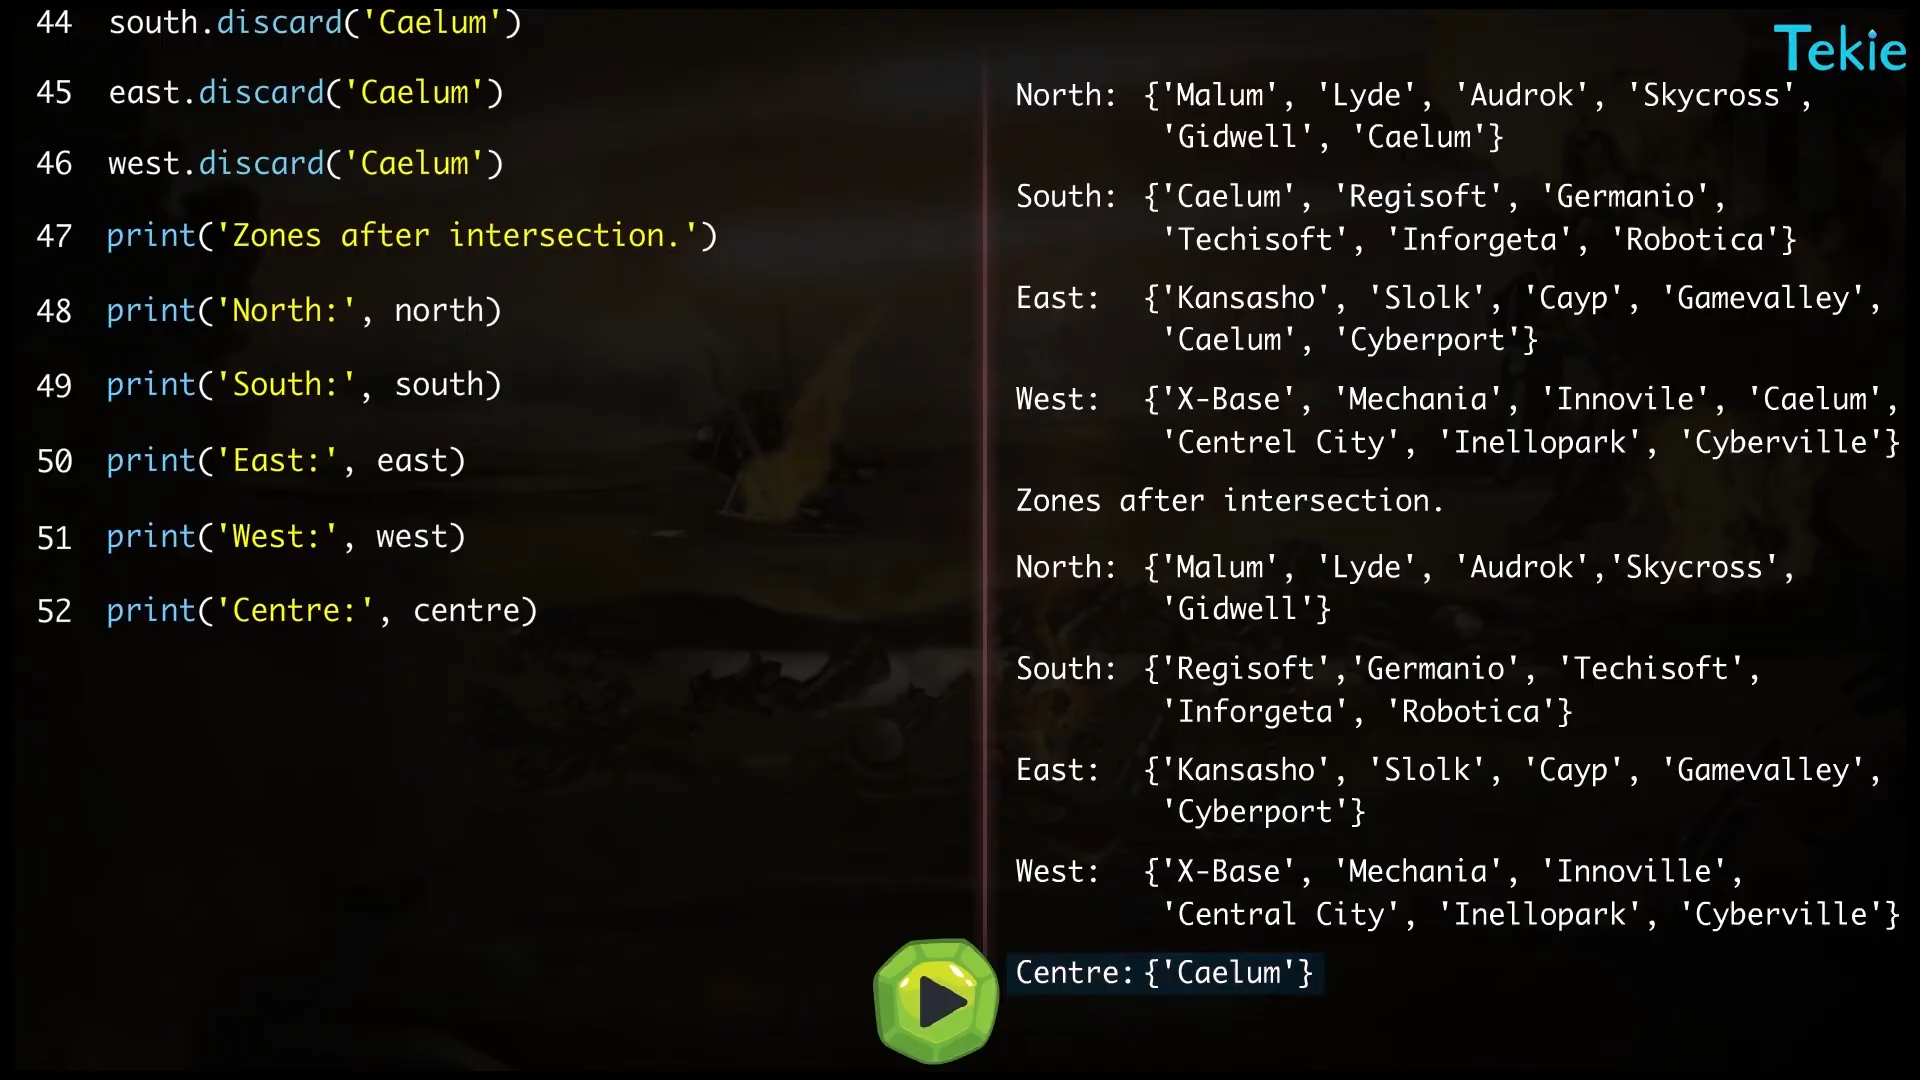 44 south.discard('Caelum')
45 east.discard('Caelum')
46 west.discard('Caelum')
47 print('Zones after intersection.')
48 print('North:', north)
49 print('South:', south)
50 print('East:', east)
51 print('West:', west)
52 print('Centre:', centre)
Tekie
North: {'Malum', 'Lyde', 'Audrok', 'Skycross',
'Gidwell', 'Caelum'}
South: {'Caelum', 'Regisoft', 'Germanio',
'Techisoft', 'Inforgeta', 'Robotica'}
East: {'Kansasho', 'Slolk', 'Cayp', 'Gamevalley',
'Caelum', 'Cyberport'}
West: {'X-Base', 'Mechania', 'Innovile', 'Caelum',
'Centrel City', 'Inellopark', 'Cyberville'}
Zones after intersection.
North: {'Malum', 'Lyde', 'Audrok','Skycross',
'Gidwell'}
South: {'Regisoft','Germanio', 'Techisoft',
'Inforgeta', 'Robotica'}
East: {'Kansasho', 'Slolk', 'Cayp', 'Gamevalley',
'Cyberport'}
West: {'X-Base', 'Mechania', 'Innoville',
'Central City', 'Inellopark', 'Cyberville'}
Centre: {'Caelum'}